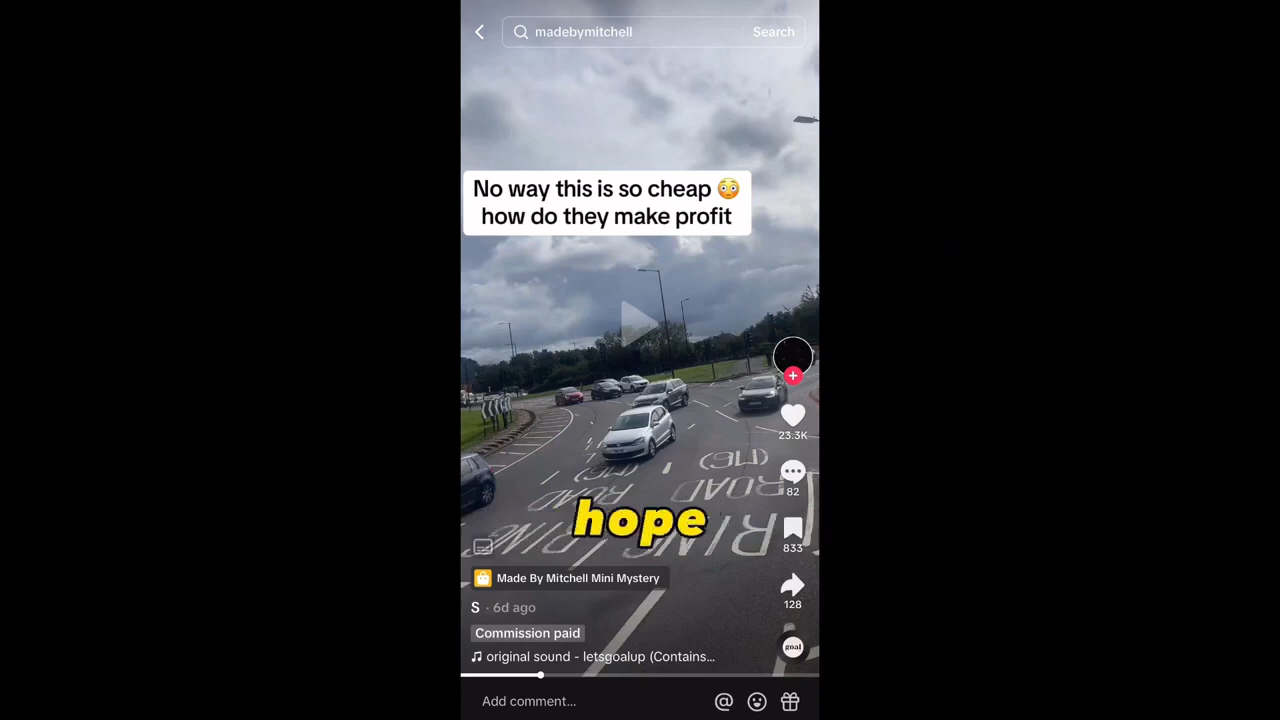 madebymitchell
Search
No way this is so cheap 😳
how do they make profit
23.3K
82
hope
833
Made By Mitchell Mini Mystery
128
S · 6d ago
Commission paid
goal
original sound - letsgoalup (Contains...
Add comment...